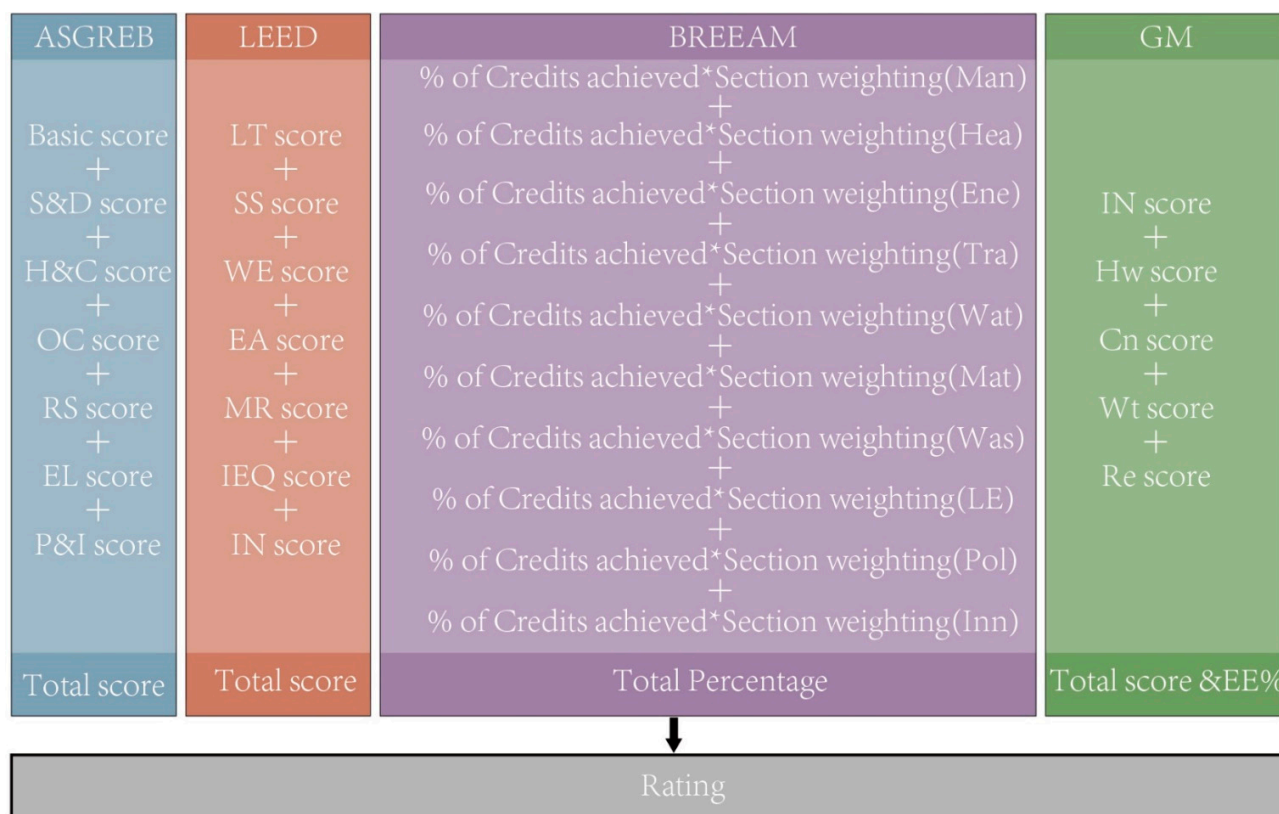 ASGREB
Basic score
+
S&D score
+
H&C score
+
OC score
+
RS score
+
EL score
+
P&I score
Total score
LEED
LT score
+
SS score
+
WE score
+
EA score
+
MR score
+
IEQ score
+
IN score
Total score
BREEAM
% of Credits achieved*Section weighting(Man)
+
% of Credits achieved*Section weighting(Hea)
+
% of Credits achieved*Section weighting(Ene)
+
% of Credits achieved*Section weighting(Tra)
+
% of Credits achieved*Section weighting(Wat)
+
% of Credits achieved*Section weighting(Mat)
+
% of Credits achieved*Section weighting(Was)
+
% of Credits achieved*Section weighting(LE)
+
% of Credits achieved*Section weighting(Pol)
+
% of Credits achieved*Section weighting(Inn)
Total Percentage
GM
IN score
+
Hw score
+
Cn score
+
Wt score
+
Re score
Total score &EE%
Rating